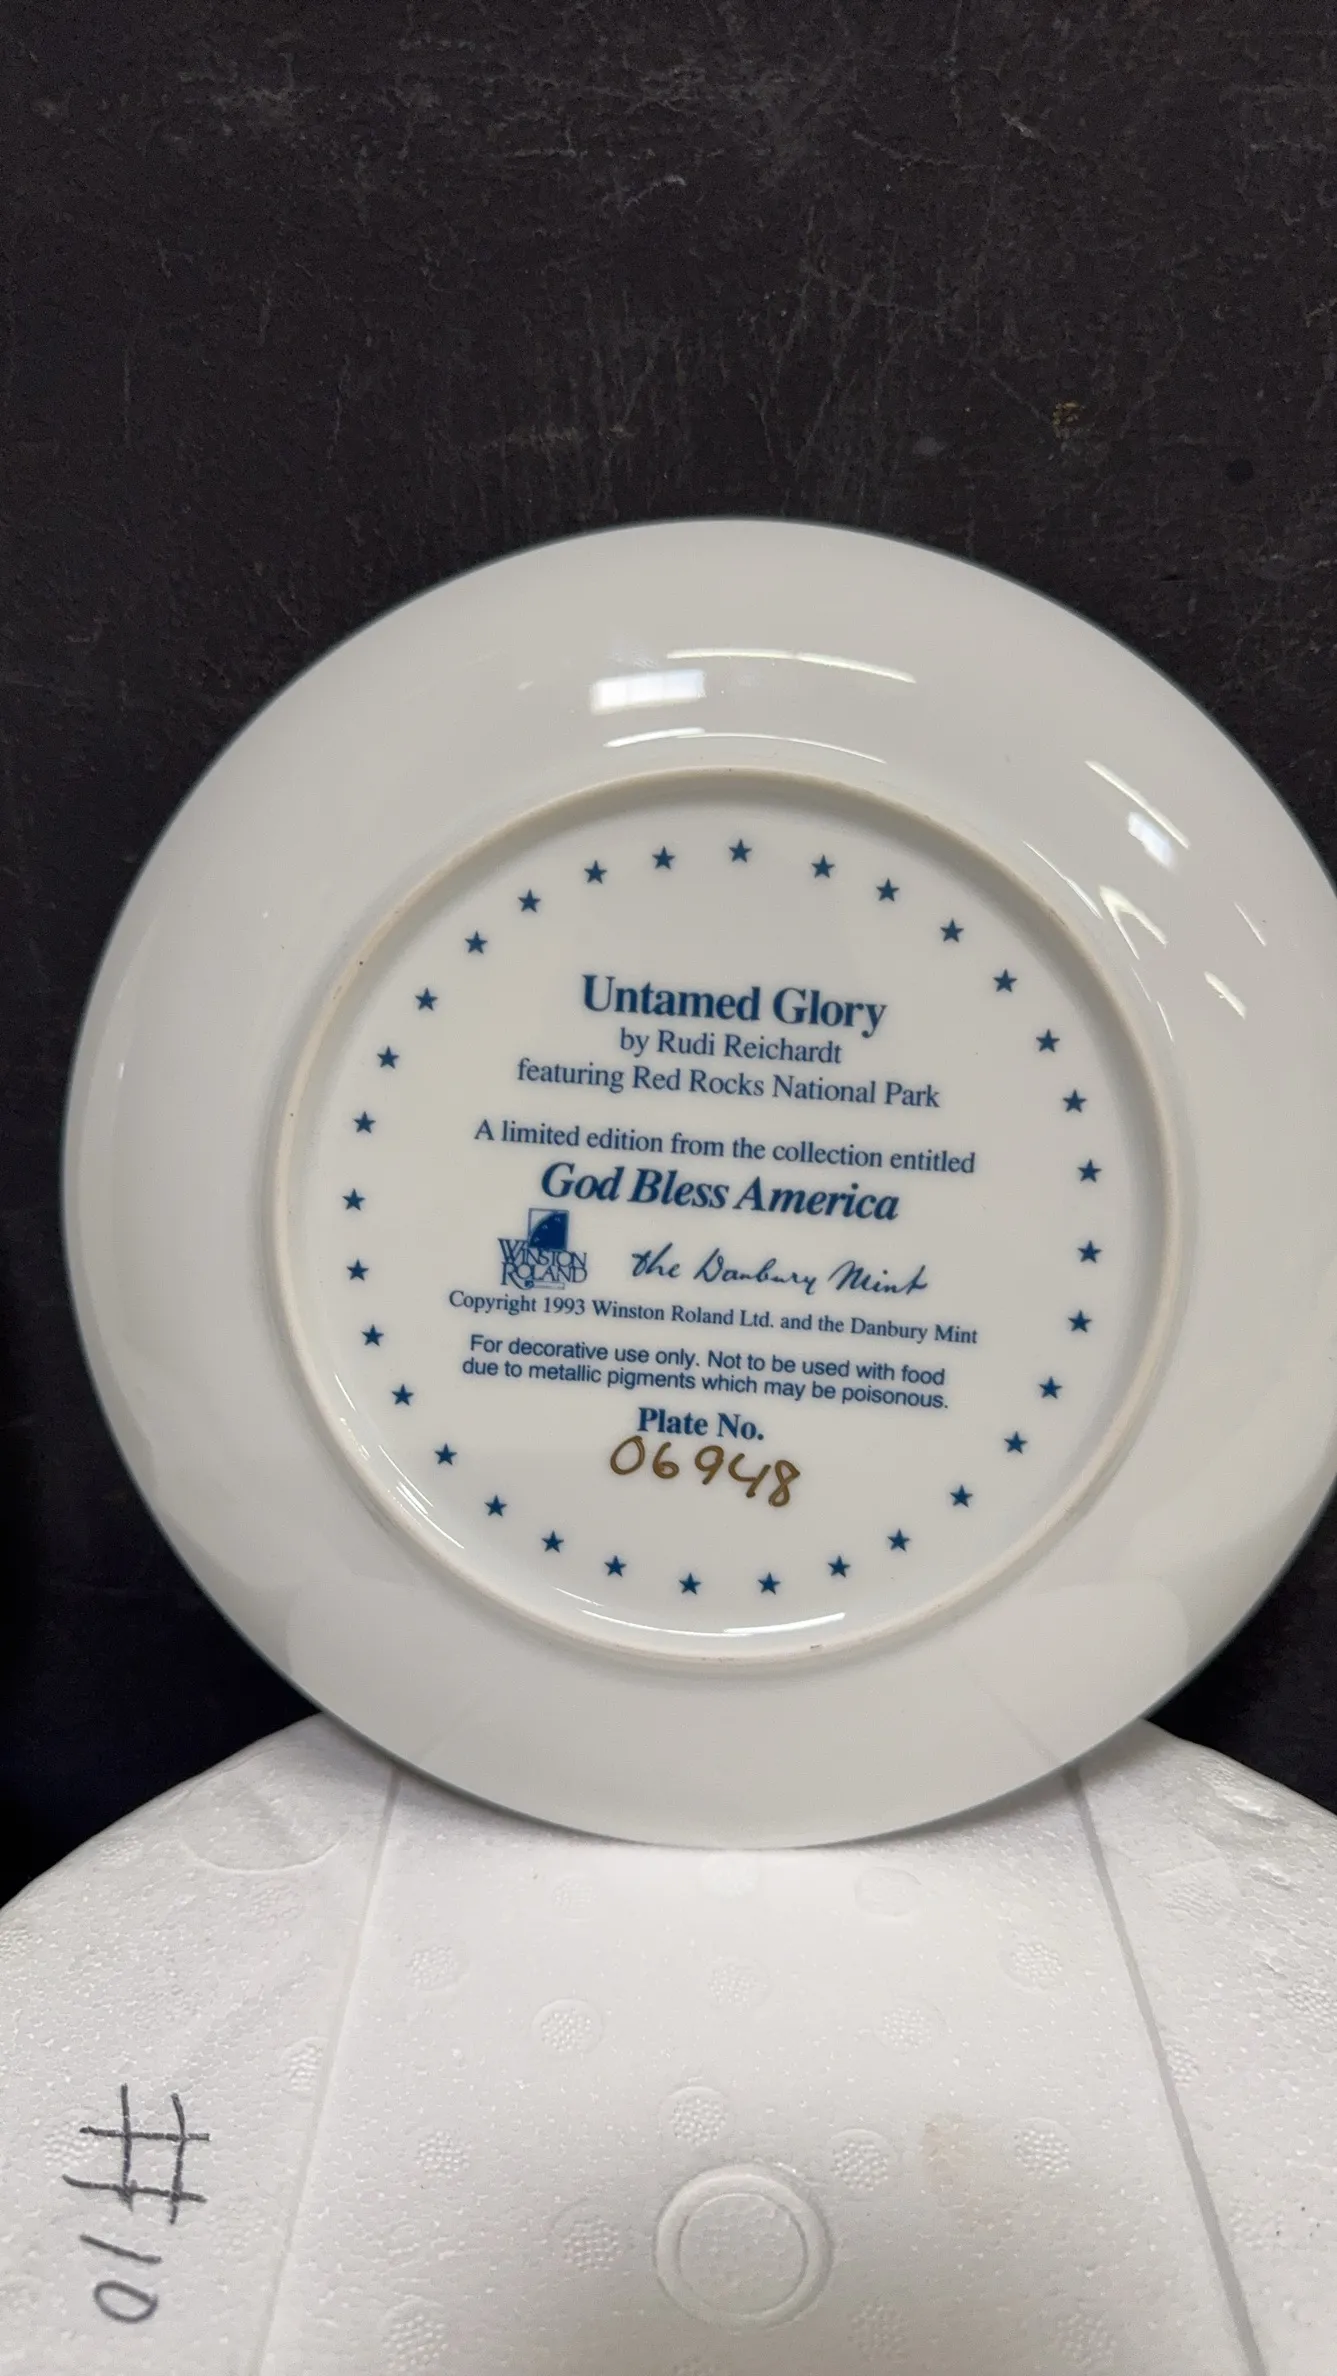 Untamed Glory
by Rudi Reichardt
featuring Red Rocks National Park
A limited edition from the collection entitled
God Bless America
WINSTON
ROLAND
the Danbury Mint
Copyright 1993 Winston Roland Ltd. and the Danbury Mint
For decorative use only. Not to be used with food
due to metallic pigments which may be poisonous.
Plate No.
06948
#10